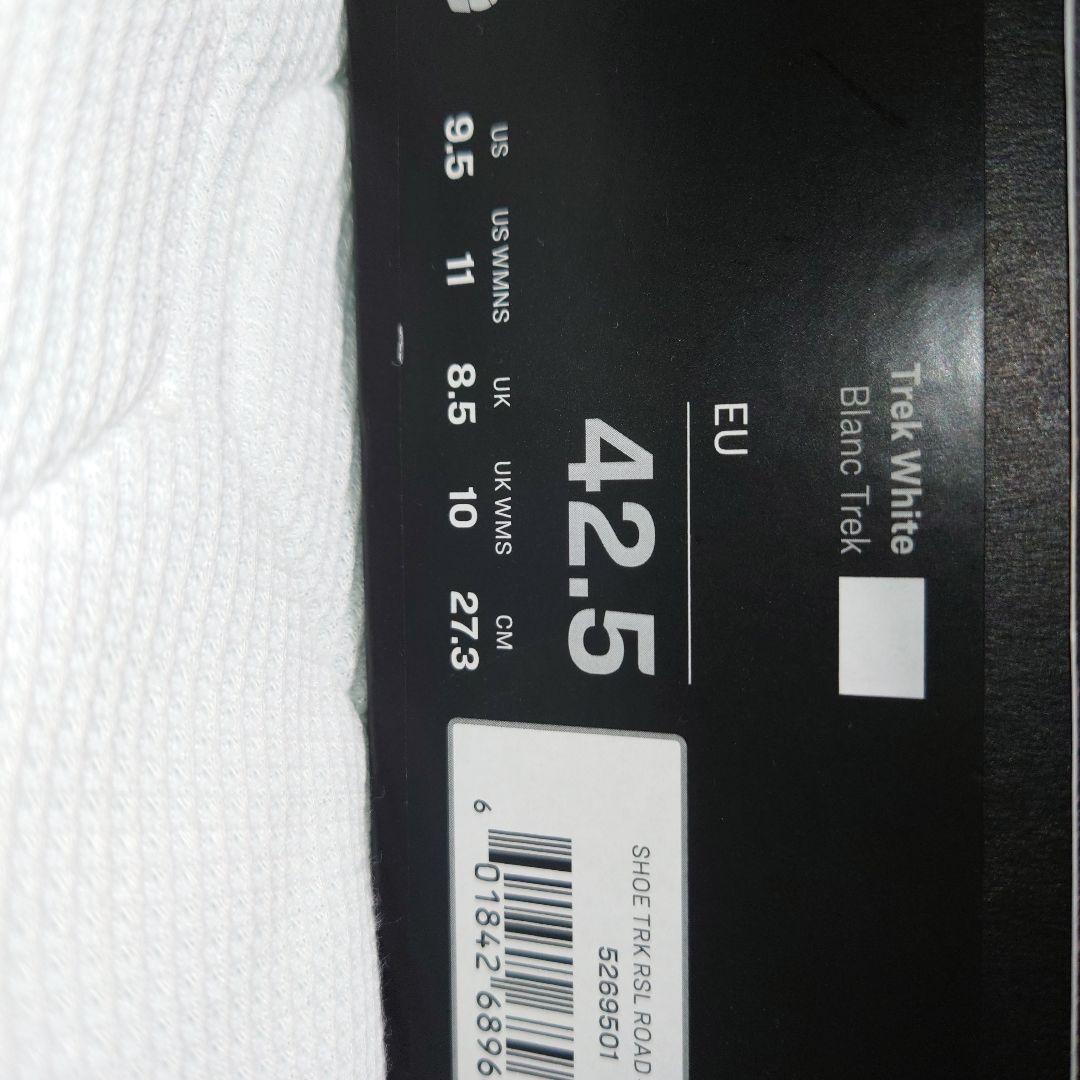 Trek White
Blanc Trek
EU
42.5
US US WMNS UK UK WMS CM
9.5 11 8.5 10 27.3
SHOE TRK RSL ROAD
5269501
6 01842 6896